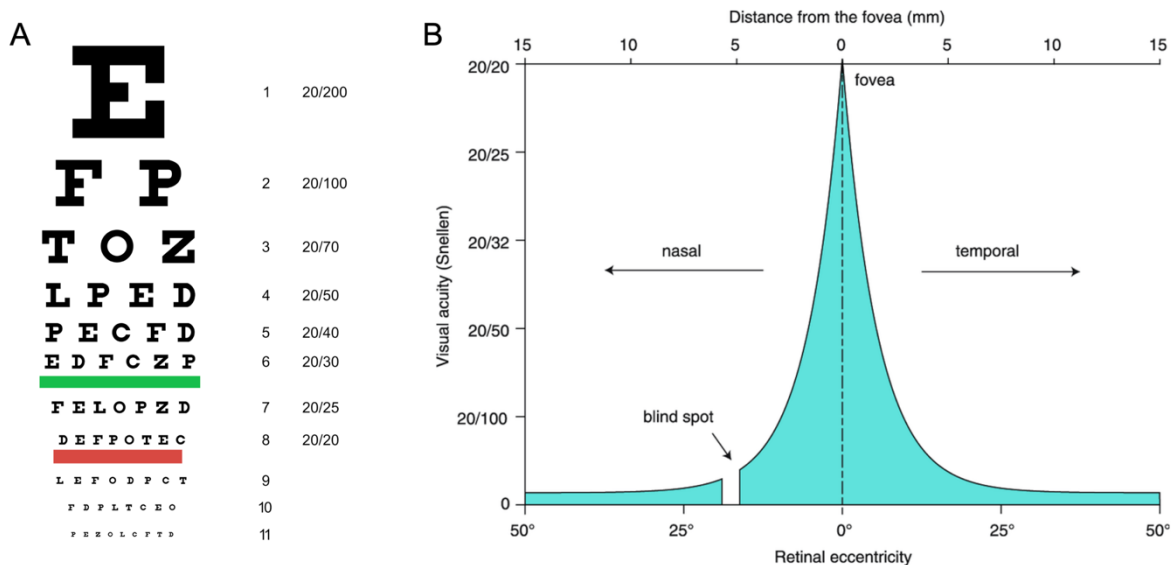 A
E 1 20/200
F P 2 20/100
T O Z 3 20/70
L P E D 4 20/50
P E C F D 5 20/40
E D F C Z P 6 20/30
F E L O P Z D 7 20/25
D E F P O T E C 8 20/20
L E F O D P C T 9
F D P L T C E O 10
P E Z O L C F T D 11
B
Distance from the fovea (mm)
15 10 5 0 5 10 15
20/20
fovea
20/25
20/32
nasal temporal
Visual acuity (Snellen)
20/50
20/100
blind spot
0
50° 25° 0° 25° 50°
Retinal eccentricity